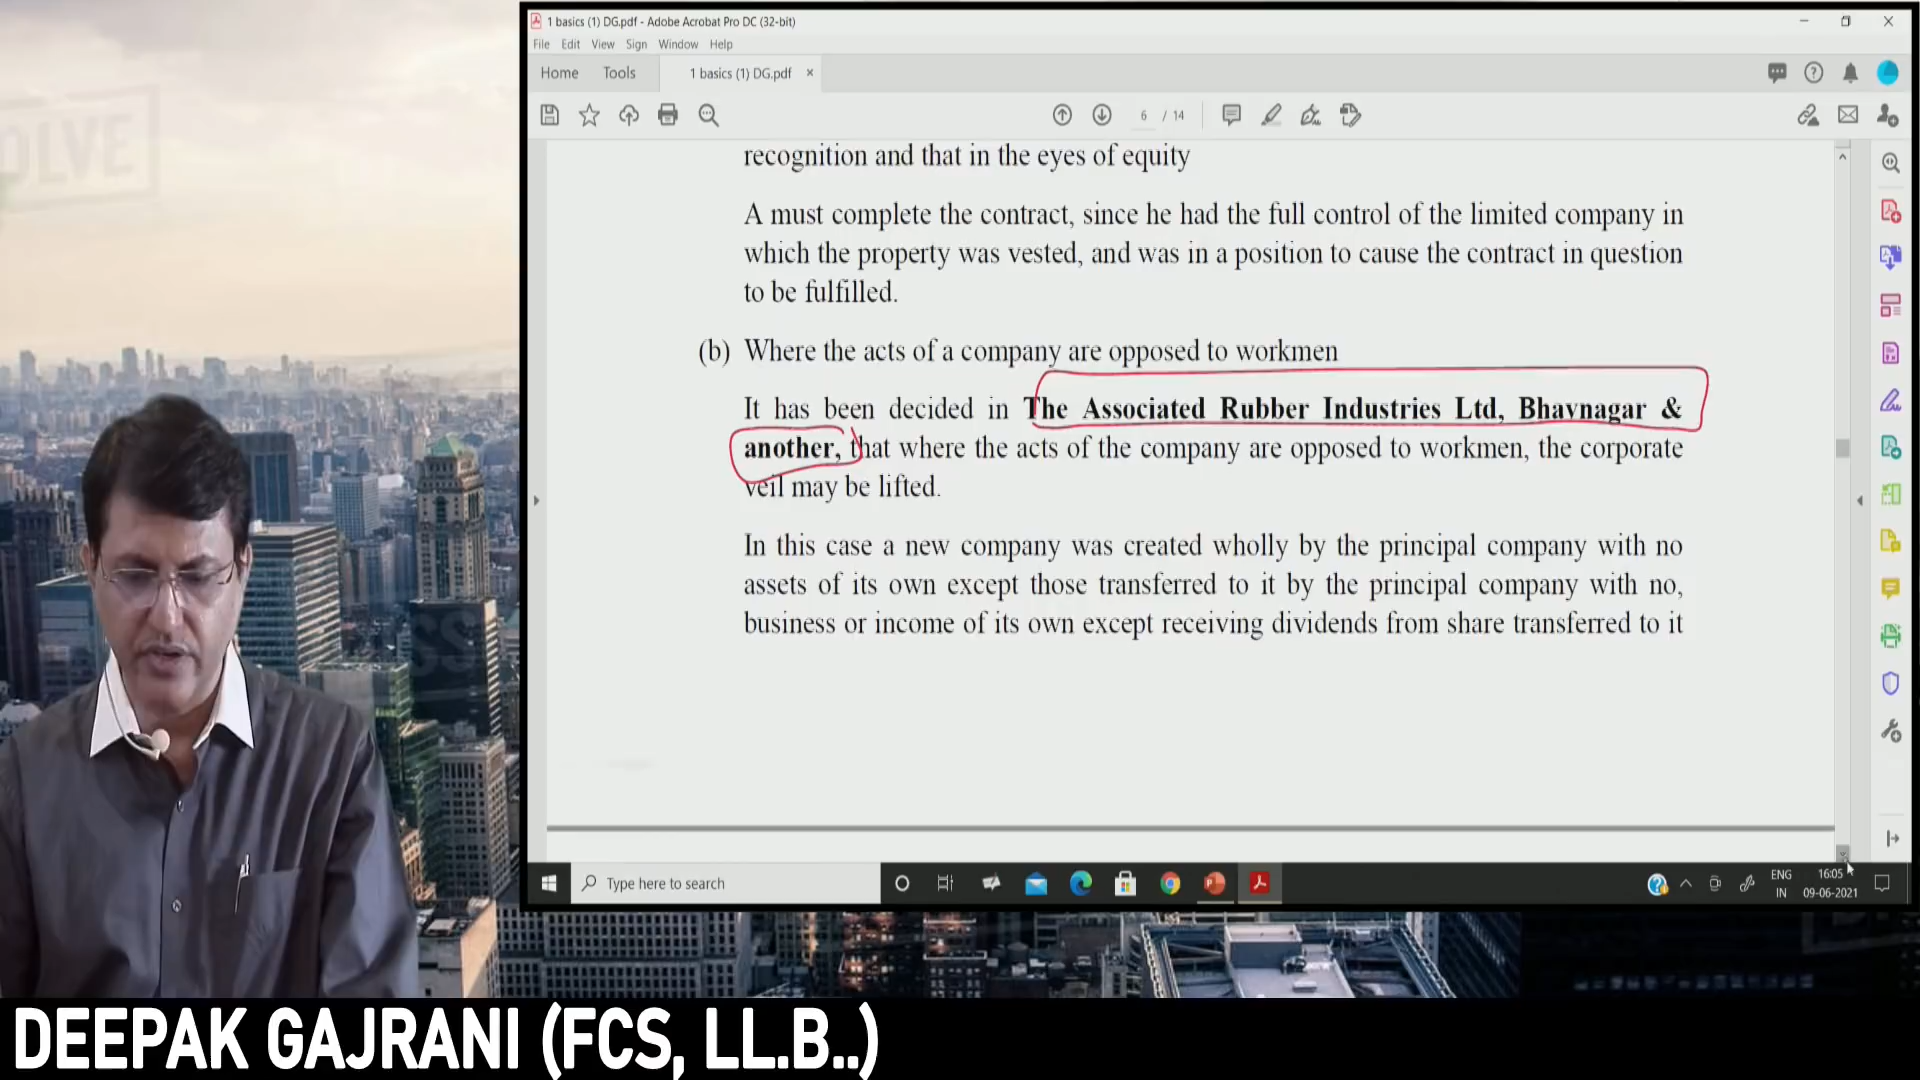 OLVE
1 basics (1) DG.pdf - Adobe Acrobat Pro DC (32-bit)
File Edit View Sign Window Help
Home Tools 1 basics (1) DG.pdf ×
6 / 14
recognition and that in the eyes of equity
A must complete the contract, since he had the full control of the limited company in
which the property was vested, and was in a position to cause the contract in question
to be fulfilled.
(b) Where the acts of a company are opposed to workmen
It has been decided in The Associated Rubber Industries Ltd, Bhavnagar &
another, that where the acts of the company are opposed to workmen, the corporate
veil may be lifted.
In this case a new company was created wholly by the principal company with no
assets of its own except those transferred to it by the principal company with no,
business or income of its own except receiving dividends from share transferred to it
Type here to search
ENG
IN
16:05
09-06-2021
DEEPAK GAJRANI (FCS, LL.B..)